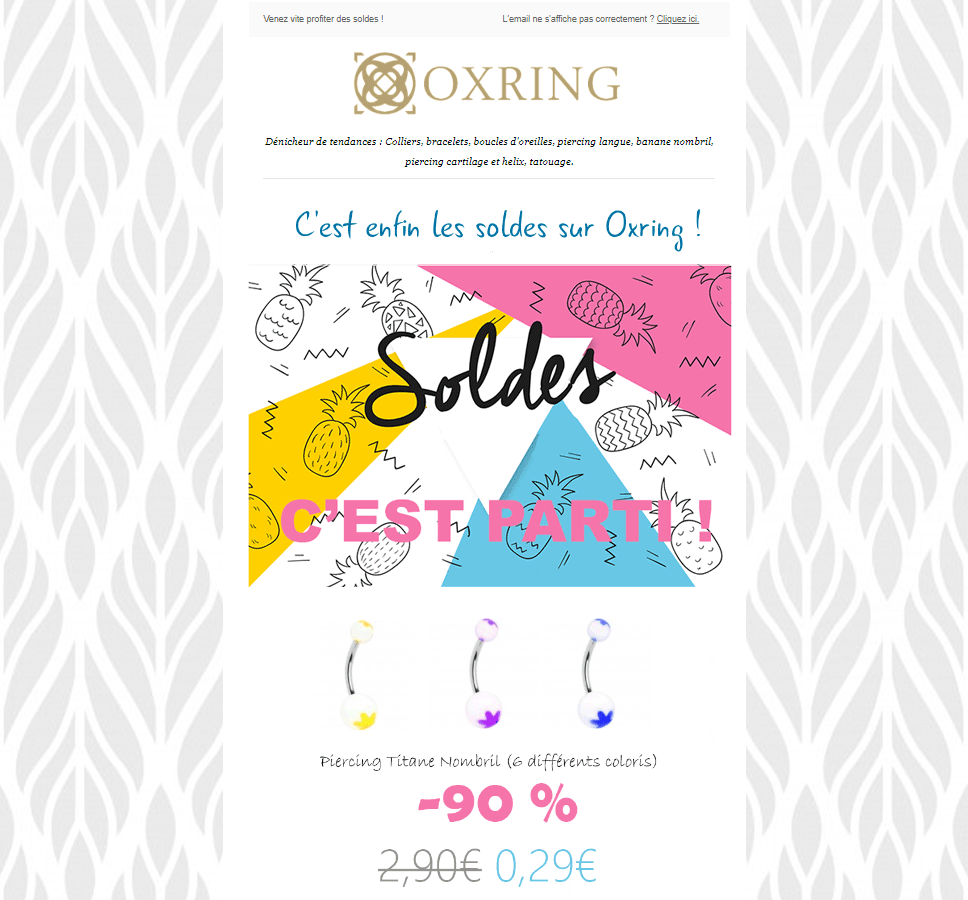 Venez vite profiter des soldes !
L'email ne s'affiche pas correctement ? Cliquez ici.
OXRING
Dénicheur de tendances : Colliers, bracelets, boucles d'oreilles, piercing langue, banane nombril,
piercing cartilage et helix, tatouage.
C'est enfin les soldes sur Oxring !
Soldes
C'EST PARTI !
Piercing Titane Nombril (6 différents coloris)
-90 %
2,90€ 0,29€